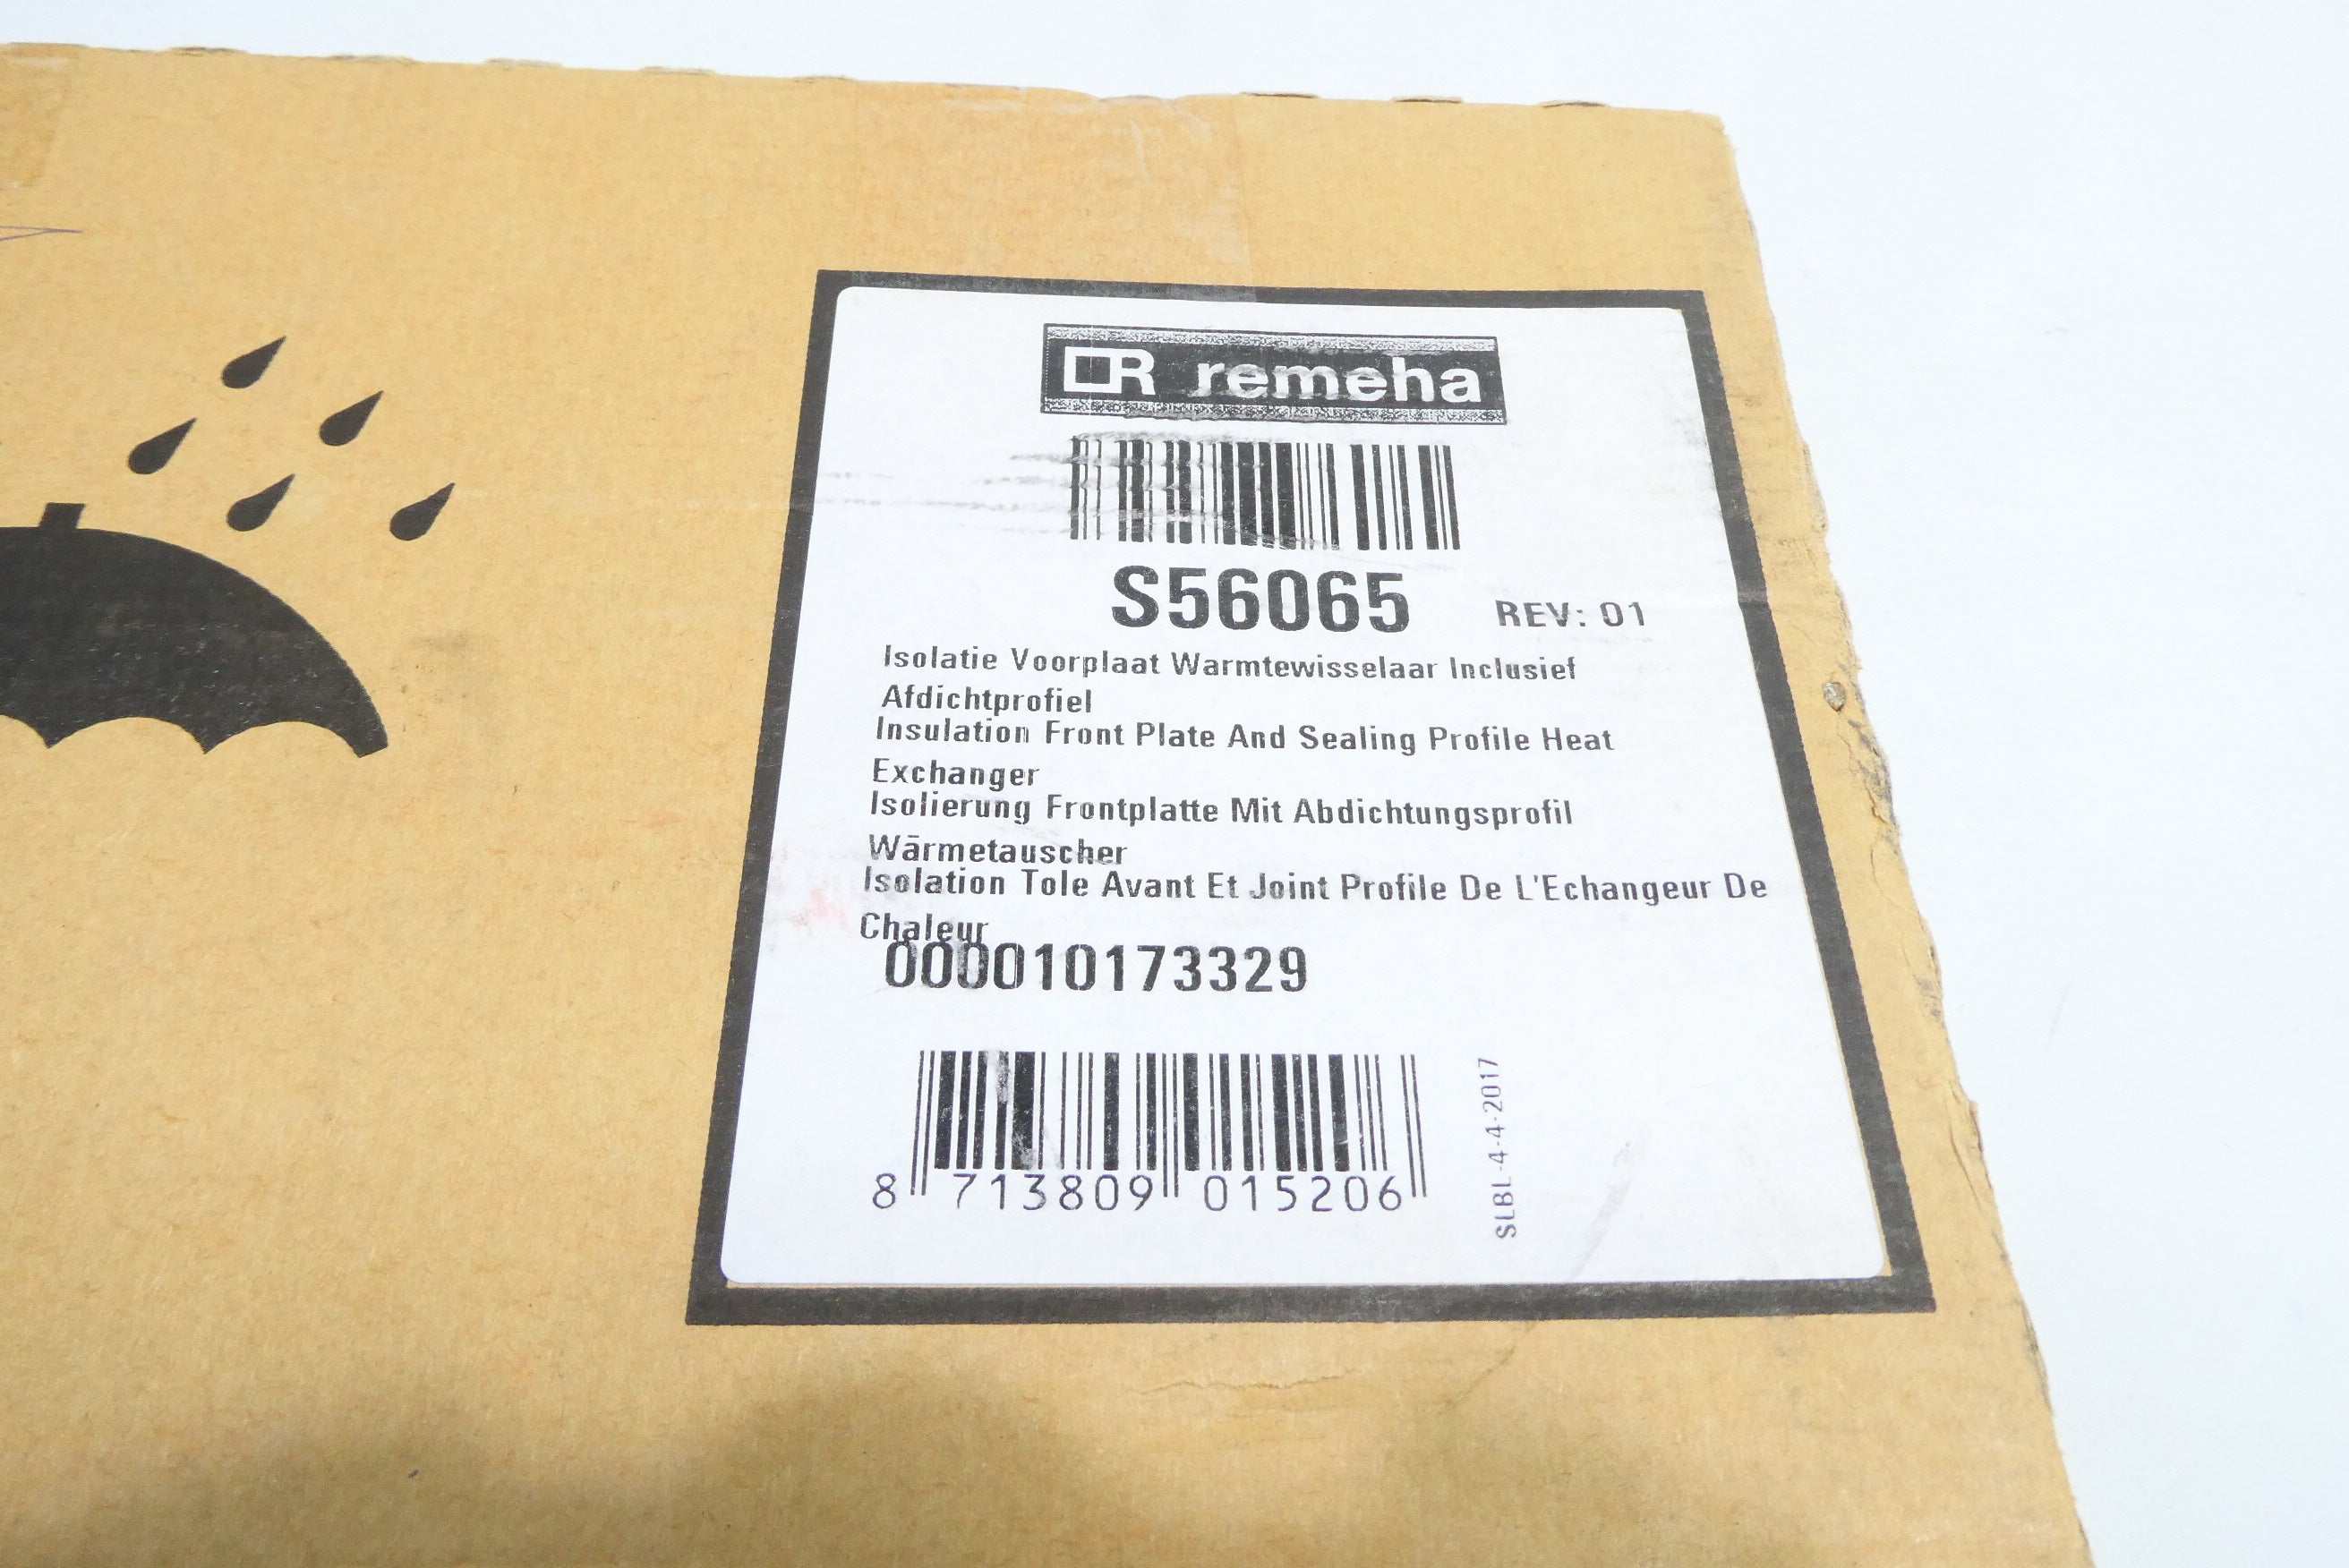 remeha
S56065 REV: 01
Isolatie Voorplaat Warmtewisselaar Inclusief
Afdichtprofiel
Insulation Front Plate And Sealing Profile Heat
Exchanger
Isolierung Frontplatte Mit Abdichtungsprofil
Wärmetauscher
Isolation Tole Avant Et Joint Profile De L'Echangeur De
Chaleur
000010173329
8 713809 015206
SLBL-4-4-2017